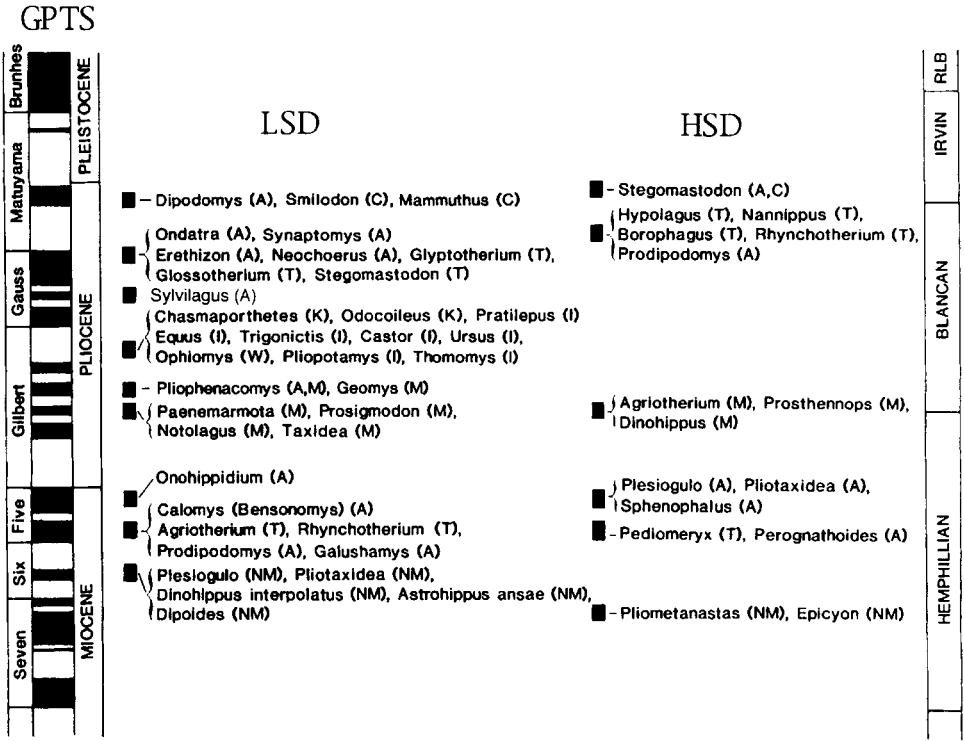 GPTS
Brunhes
Matuyama
Gauss
Gilbert
Five
Six
Seven
PLEISTOCENE
PLIOCENE
MIOCENE
LSD
Dipodomys (A), Smilodon (C), Mammuthus (C)
Ondatra (A), Synaptomys (A)
Erethizon (A), Neochoerus (A), Glyptotherium (T),
Glossotherium (T), Stegomastodon (T)
Sylvilagus (A)
Chasmaporthetes (K), Odocoileus (K), Pratilepus (I)
Equus (I), Trigonictis (I), Castor (I), Ursus (I),
Ophiomys (W), Pliopotamys (I), Thomomys (I)
Pliophenacomys (A,M), Geomys (M)
Paenemarmota (M), Prosigmodon (M),
Notolagus (M), Taxidea (M)
Onohippidium (A)
Calomys (Bensonomys) (A)
Agriotherium (T), Rhynchotherium (T),
Prodipodomys (A), Galushamys (A)
Plesiogulo (NM), Pliotaxidea (NM),
Dinohippus interpolatus (NM), Astrohippus ansae (NM),
Dipoides (NM)
HSD
Stegomastodon (A,C)
Hypolagus (T), Nannippus (T),
Borophagus (T), Rhynchotherium (T),
Prodipodomys (A)
Agriotherium (M), Prosthennops (M),
Dinohippus (M)
Plesiogulo (A), Pliotaxidea (A),
Sphenophalus (A)
Pediomeryx (T), Perognathoides (A)
Pliometanastas (NM), Epicyon (NM)
RLB
IRVIN
BLANCAN
HEMPHILLIAN